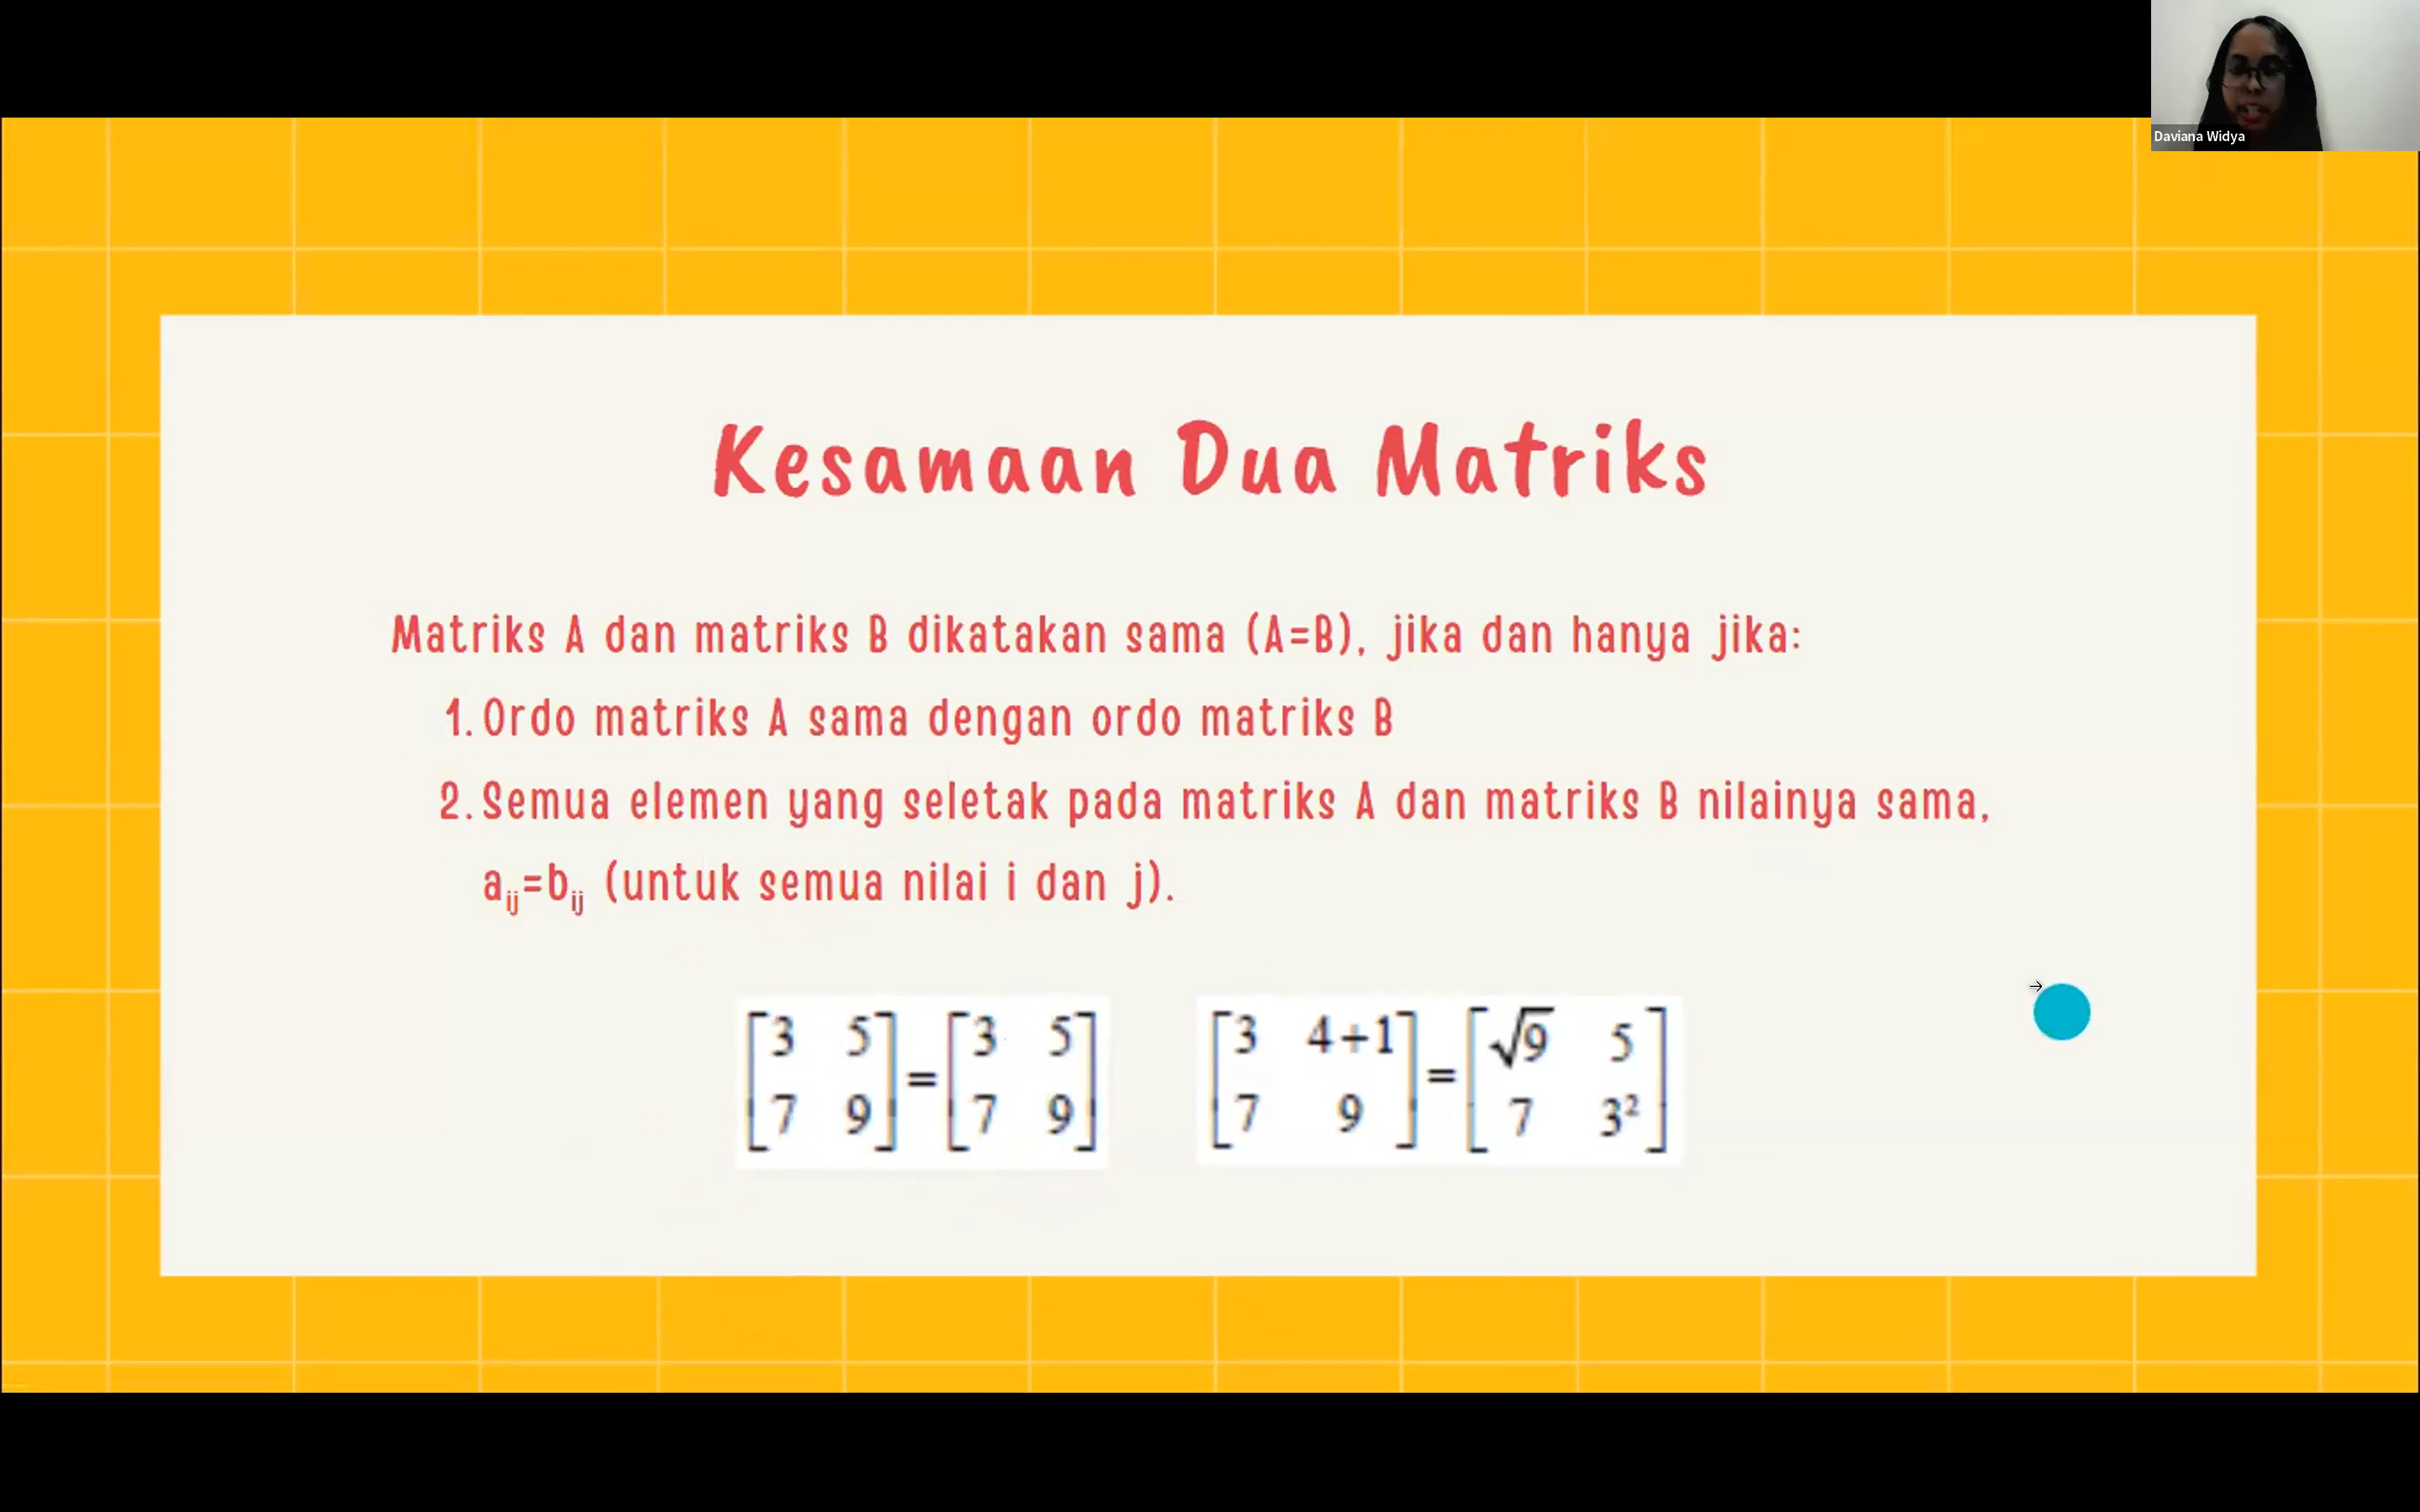 Daviana Widya
Kesamaan Dua Matriks
Matriks A dan matriks B dikatakan sama (A=B), jika dan hanya jika:
1. Ordo matriks A sama dengan ordo matriks B
2. Semua elemen yang seletak pada matriks A dan matriks B nilainya sama,
aᵢⱼ=bᵢⱼ (untuk semua nilai i dan j).
[3 5; 7 9] = [3 5; 7 9]
[3 4+1; 7 9] = [√9 5; 7 3²]